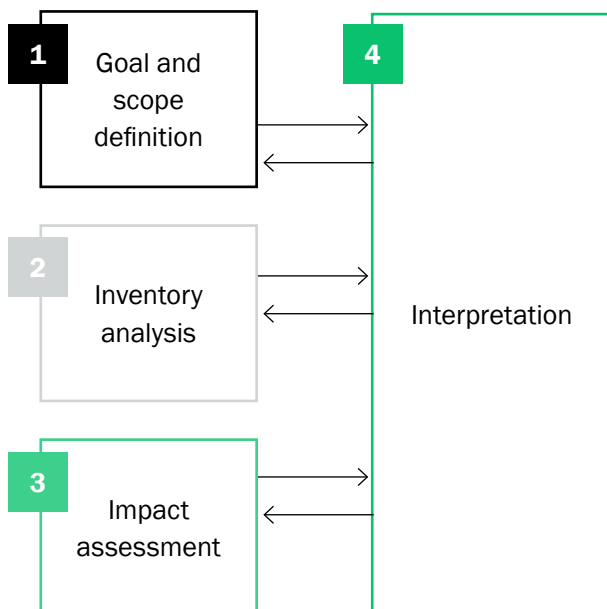 1
Goal and
scope
definition
2
Inventory
analysis
3
Impact
assessment
4
Interpretation